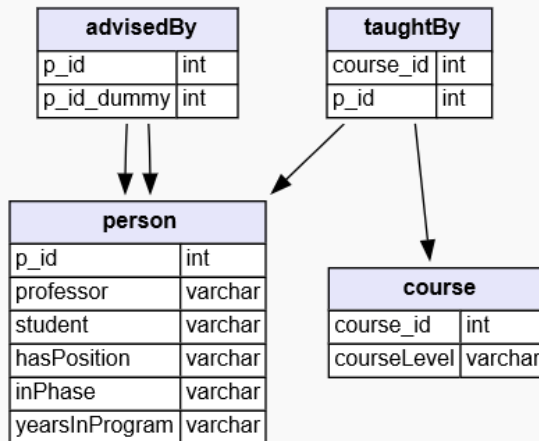 advisedBy
p_id int
p_id_dummy int
taughtBy
course_id int
p_id int
person
p_id int
professor varchar
student varchar
hasPosition varchar
inPhase varchar
yearsInProgram varchar
course
course_id int
courseLevel varchar